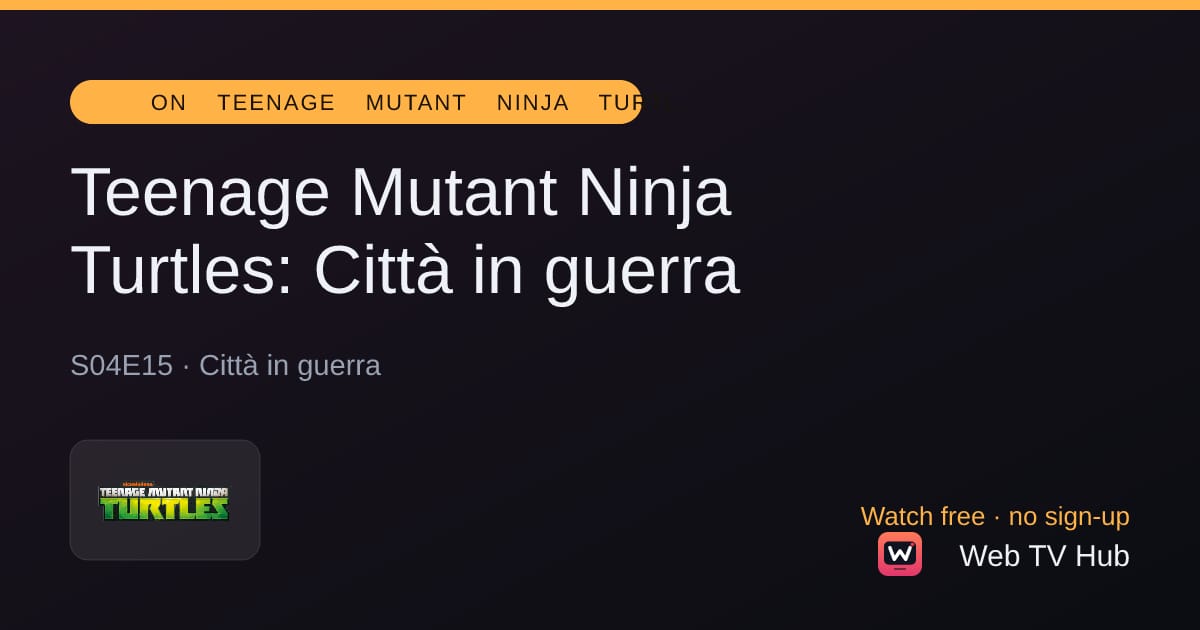 ON TEENAGE MUTANT NINJA
Teenage Mutant Ninja
Turtles: Città in guerra
S04E15 · Città in guerra
nickelodeon
TEENAGE MUTANT NINJA
TURTLES
Watch free · no sign-up
W
Web TV Hub